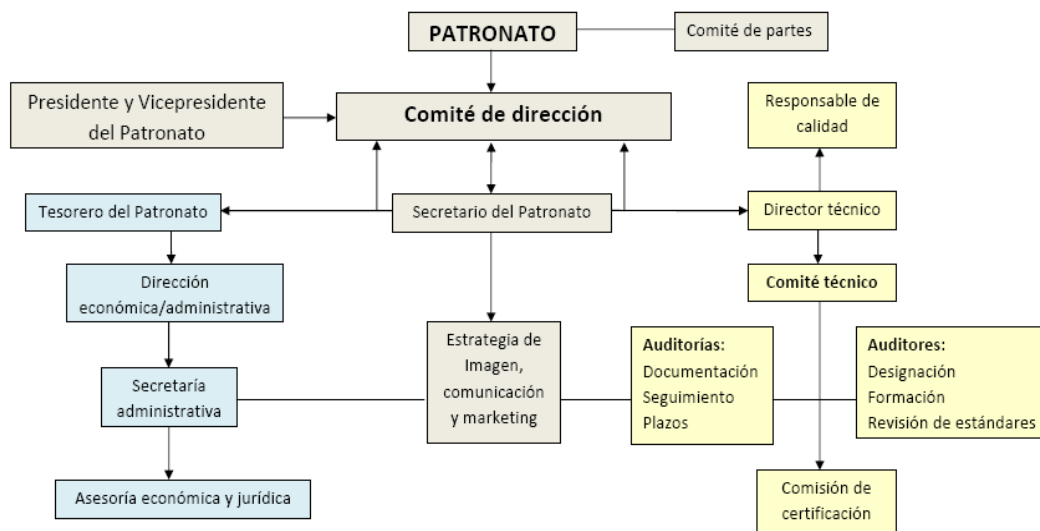 PATRONATO
Comité de partes
Presidente y Vicepresidente
del Patronato
Comité de dirección
Responsable de
calidad
Tesorero del Patronato
Secretario del Patronato
Director técnico
Dirección
económica/administrativa
Comité técnico
Secretaría
administrativa
Estrategia de
Imagen,
comunicación
y marketing
Auditorías:
Documentación
Seguimiento
Plazos
Auditores:
Designación
Formación
Revisión de estándares
Asesoría económica y jurídica
Comisión de
certificación